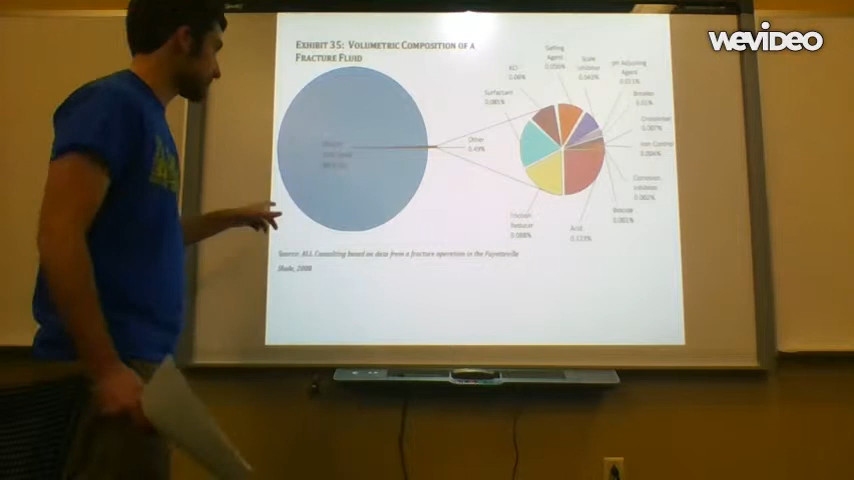 wevideo
EXHIBIT 35: VOLUMETRIC COMPOSITION OF A
FRACTURE FLUID
Gelling
Agent
0.056%
Scale
Inhibitor
0.043%
pH Adjusting
Agent
0.011%
KCl
0.06%
Surfactant
0.085%
Breaker
0.01%
Crosslinker
0.007%
Iron Control
0.004%
Other
0.49%
Corrosion
Inhibitor
0.002%
Biocide
0.001%
Friction
Reducer
0.088%
Acid
0.123%
Source: ALL Consulting based on data from a fracture operation in the Fayetteville
Shale, 2008